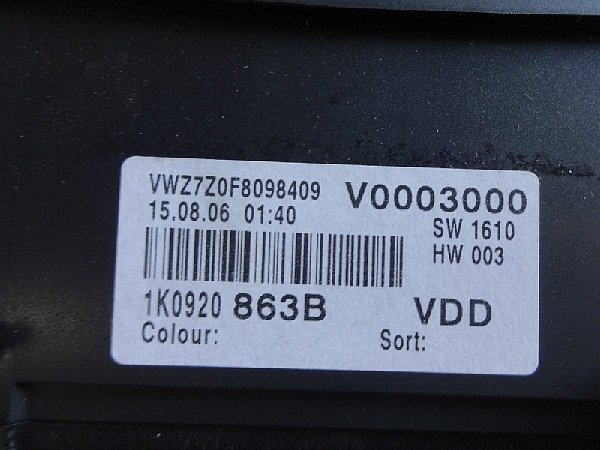 VWZ7Z0F8098409 V0003000
15.08.06 01:40 SW 1610
HW 003
1K0920 863B VDD
Colour: Sort: